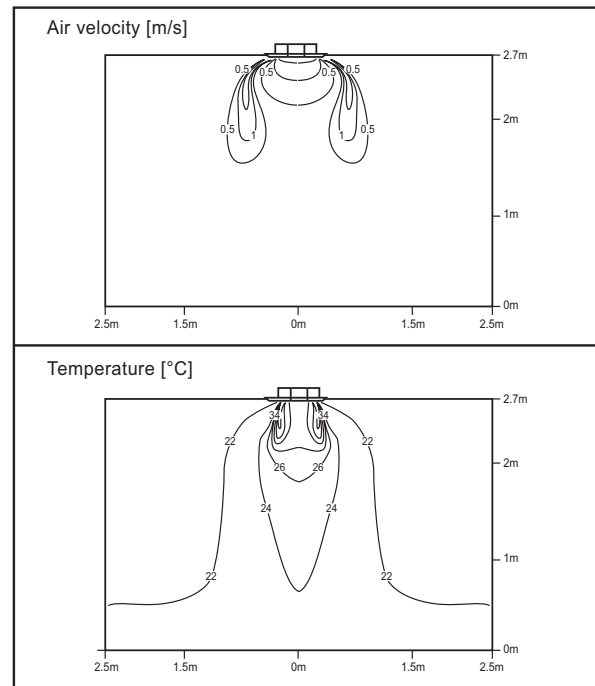 Air velocity [m/s]
2.7m
0.5 0.5 0.5 0.5
2m
0.5 1 1 0.5
1m
0m
2.5m 1.5m 0m 1.5m 2.5m
Temperature [°C]
2.7m
34 34
22 22
2m
26 26
24 24
1m
22 22
0m
2.5m 1.5m 0m 1.5m 2.5m